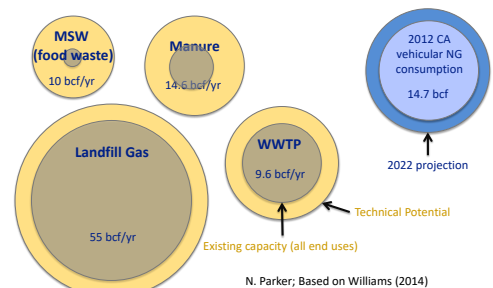 MSW
(food waste)
10 bcf/yr
Manure
14.6 bcf/yr
2012 CA
vehicular NG
consumption
14.7 bcf
2022 projection
Landfill Gas
55 bcf/yr
WWTP
9.6 bcf/yr
Technical Potential
Existing capacity (all end uses)
N. Parker; Based on Williams (2014)